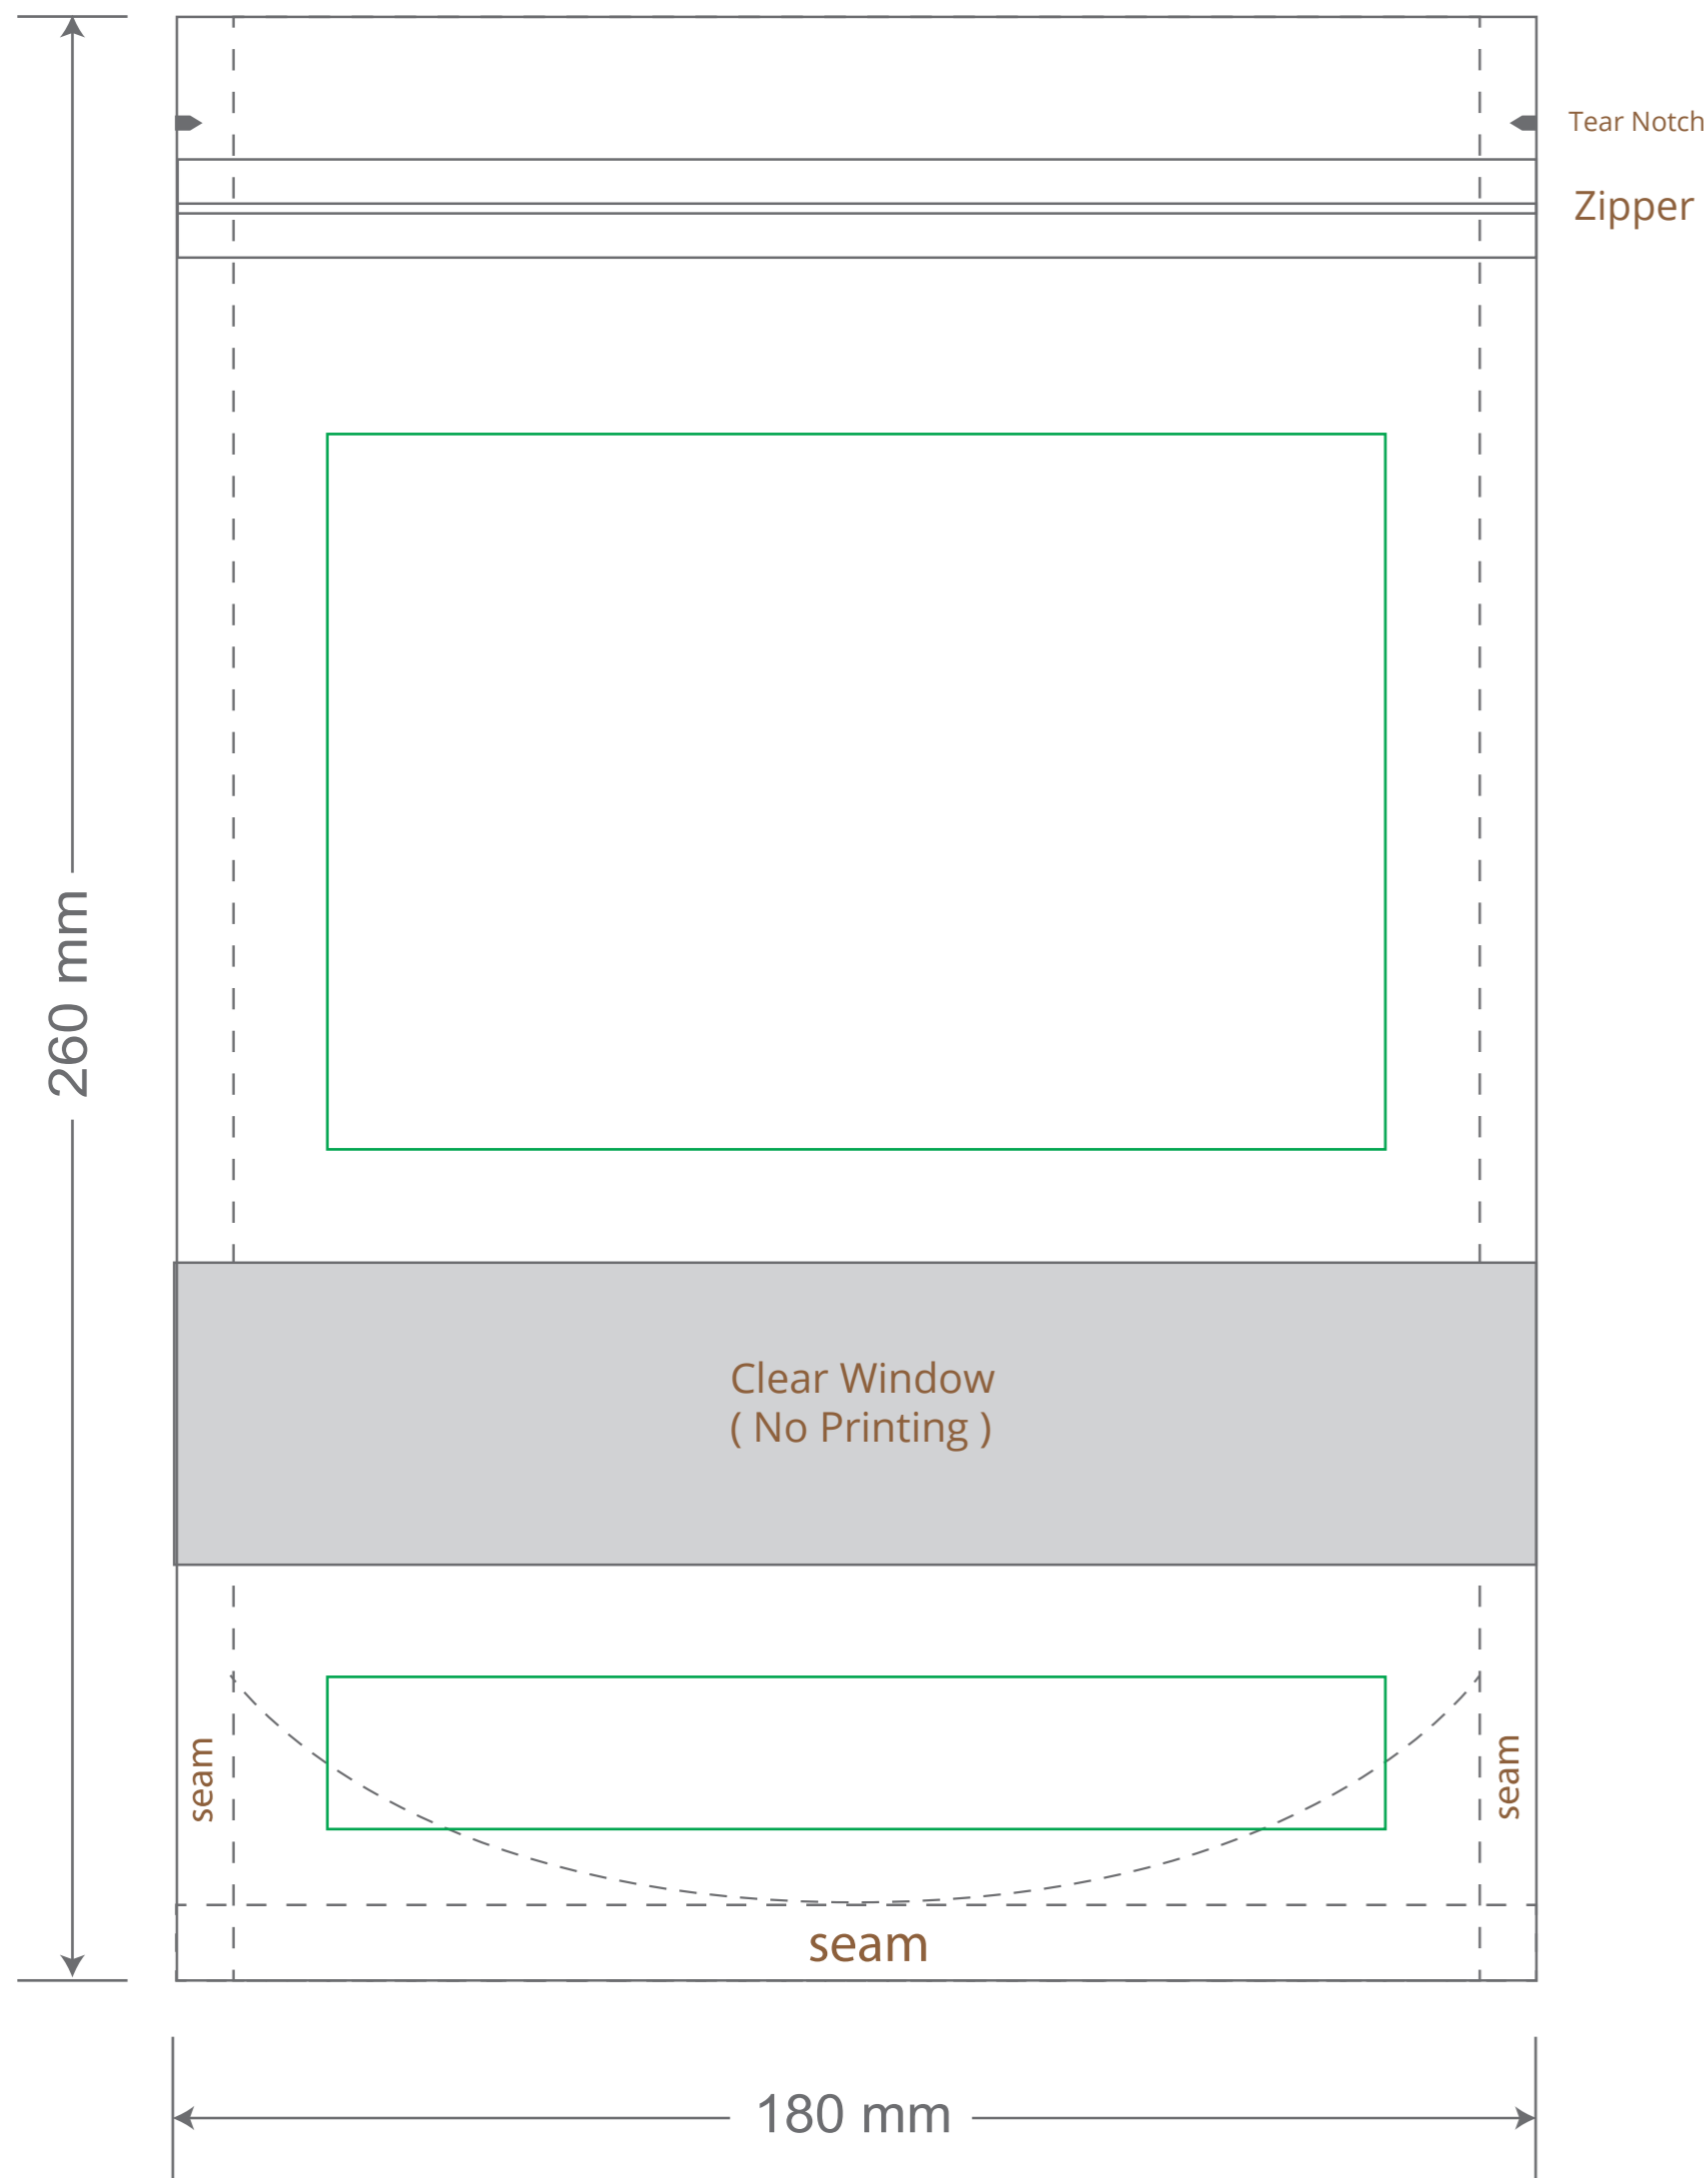 Tear Notch
Zipper
260 mm
Clear Window
( No Printing )
seam
seam
seam
180 mm